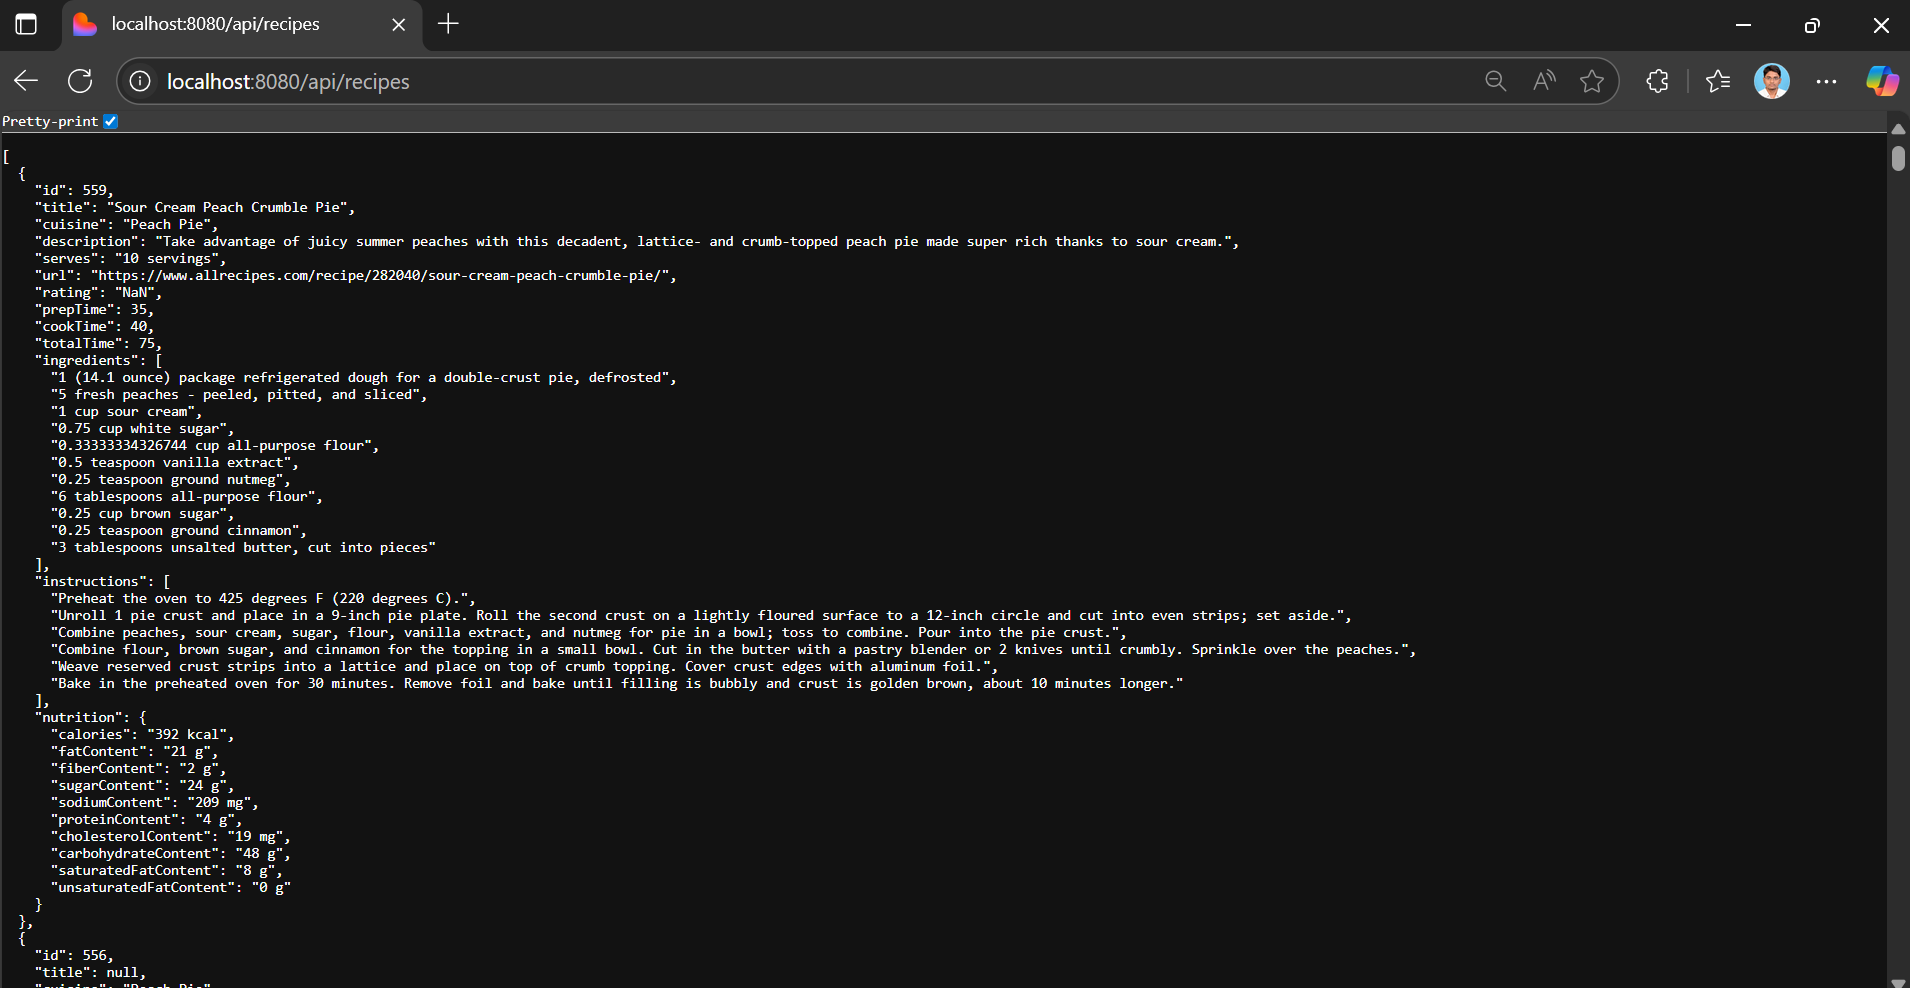 localhost:8080/api/recipes
localhost:8080/api/recipes
Pretty-print
[
  {
    "id": 559,
    "title": "Sour Cream Peach Crumble Pie",
    "cuisine": "Peach Pie",
    "description": "Take advantage of juicy summer peaches with this decadent, lattice- and crumb-topped peach pie made super rich thanks to sour cream.",
    "serves": "10 servings",
    "url": "https://www.allrecipes.com/recipe/282040/sour-cream-peach-crumble-pie/",
    "rating": "NaN",
    "prepTime": 35,
    "cookTime": 40,
    "totalTime": 75,
    "ingredients": [
      "1 (14.1 ounce) package refrigerated dough for a double-crust pie, defrosted",
      "5 fresh peaches - peeled, pitted, and sliced",
      "1 cup sour cream",
      "0.75 cup white sugar",
      "0.33333334326744 cup all-purpose flour",
      "0.5 teaspoon vanilla extract",
      "0.25 teaspoon ground nutmeg",
      "6 tablespoons all-purpose flour",
      "0.25 cup brown sugar",
      "0.25 teaspoon ground cinnamon",
      "3 tablespoons unsalted butter, cut into pieces"
    ],
    "instructions": [
      "Preheat the oven to 425 degrees F (220 degrees C).",
      "Unroll 1 pie crust and place in a 9-inch pie plate. Roll the second crust on a lightly floured surface to a 12-inch circle and cut into even strips; set aside.",
      "Combine peaches, sour cream, sugar, flour, vanilla extract, and nutmeg for pie in a bowl; toss to combine. Pour into the pie crust.",
      "Combine flour, brown sugar, and cinnamon for the topping in a small bowl. Cut in the butter with a pastry blender or 2 knives until crumbly. Sprinkle over the peaches.",
      "Weave reserved crust strips into a lattice and place on top of crumb topping. Cover crust edges with aluminum foil.",
      "Bake in the preheated oven for 30 minutes. Remove foil and bake until filling is bubbly and crust is golden brown, about 10 minutes longer."
    ],
    "nutrition": {
      "calories": "392 kcal",
      "fatContent": "21 g",
      "fiberContent": "2 g",
      "sugarContent": "24 g",
      "sodiumContent": "209 mg",
      "proteinContent": "4 g",
      "cholesterolContent": "19 mg",
      "carbohydrateContent": "48 g",
      "saturatedFatContent": "8 g",
      "unsaturatedFatContent": "0 g"
    }
  },
  {
    "id": 556,
    "title": null,
    "cuisine": "Peach Pie"